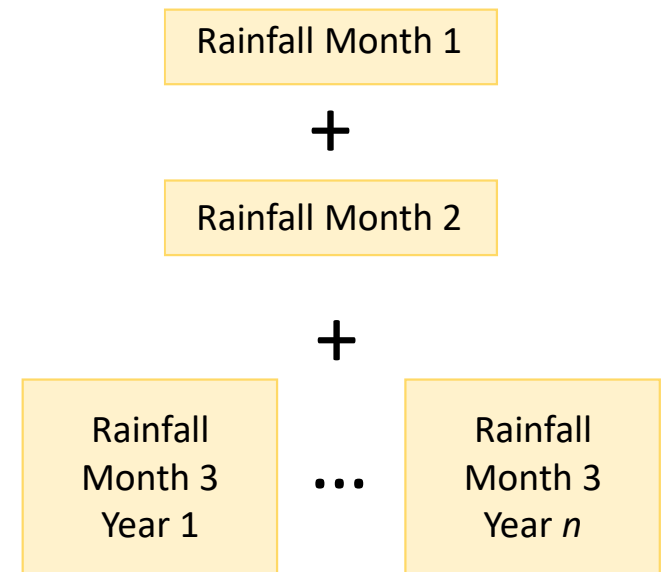 Rainfall Month 1
+
Rainfall Month 2
+
Rainfall
Month 3
Year 1
...
Rainfall
Month 3
Year n